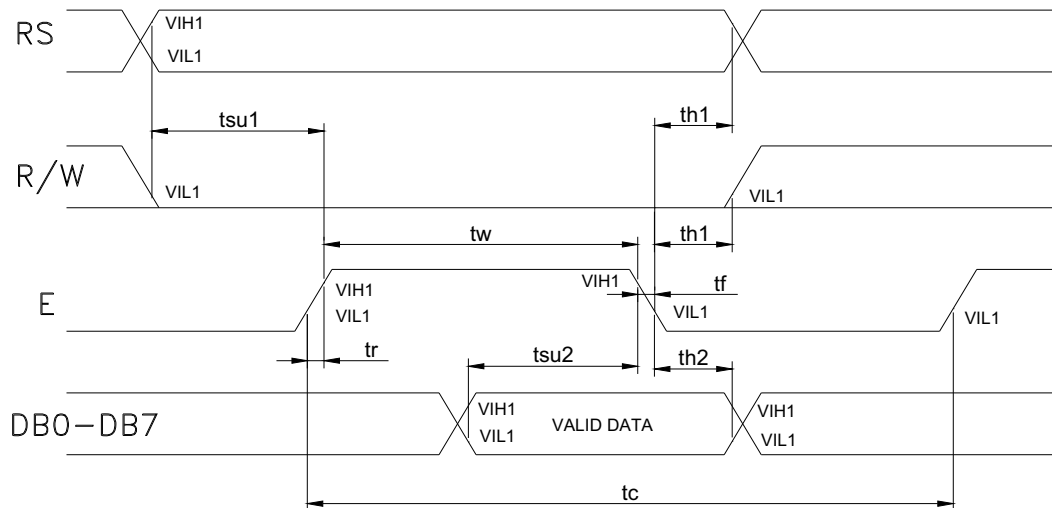 RS
VIH1
VIL1
tsu1
th1
R/W
VIL1
VIL1
tw
th1
E
VIH1
VIL1
VIH1
tf
VIL1
VIL1
tr
tsu2
th2
DB0-DB7
VIH1
VIL1
VALID DATA
VIH1
VIL1
tc